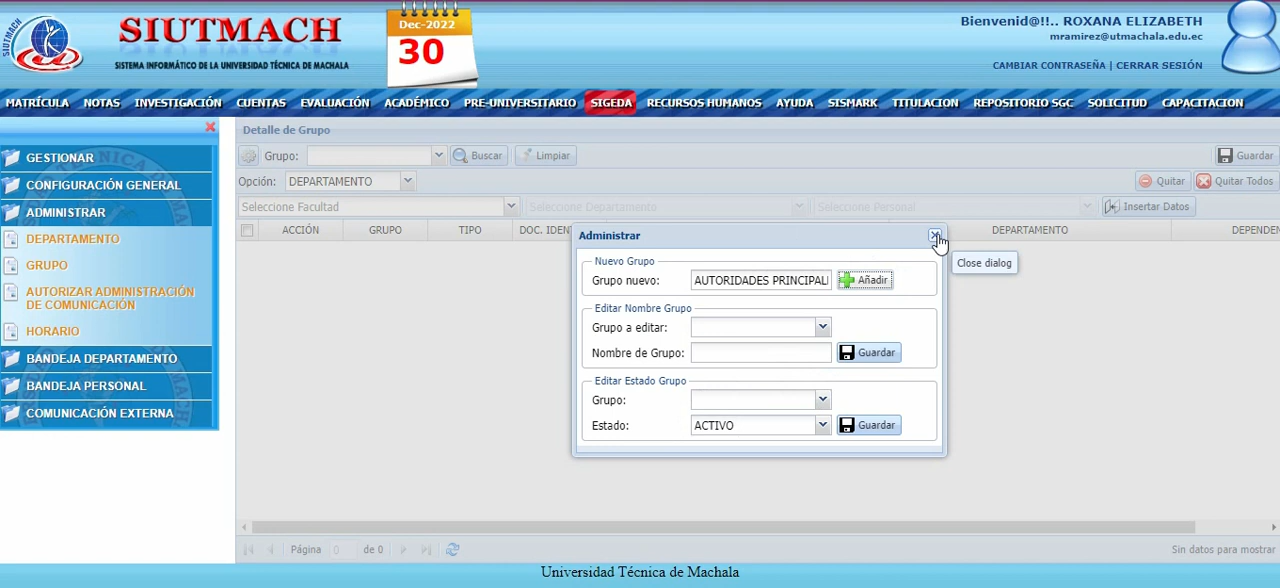 SIUTMACH
SIUTMACH
SISTEMA INFORMÁTICO DE LA UNIVERSIDAD TÉCNICA DE MACHALA
Dec-2022
30
Bienvenid@!!.. ROXANA ELIZABETH
mramirez@utmachala.edu.ec
CAMBIAR CONTRASEÑA | CERRAR SESIÓN
MATRÍCULA NOTAS INVESTIGACIÓN CUENTAS EVALUACIÓN ACADÉMICO PRE-UNIVERSITARIO SIGEDA RECURSOS HUMANOS AYUDA SISMARK TITULACION REPOSITORIO SGC SOLICITUD CAPACITACION
GESTIONAR
CONFIGURACIÓN GENERAL
ADMINISTRAR
DEPARTAMENTO
GRUPO
AUTORIZAR ADMINISTRACIÓN
DE COMUNICACIÓN
HORARIO
BANDEJA DEPARTAMENTO
BANDEJA PERSONAL
COMUNICACIÓN EXTERNA
Detalle de Grupo
Grupo: Buscar Limpiar Guardar
Opción: DEPARTAMENTO Quitar Quitar Todos
Seleccione Facultad Seleccione Departamento Seleccione Personal Insertar Datos
ACCIÓN GRUPO TIPO DOC. IDEN DEPARTAMENTO DEPENDEN
Administrar
Close dialog
Nuevo Grupo
Grupo nuevo: AUTORIDADES PRINCIPAL Añadir
Editar Nombre Grupo
Grupo a editar:
Nombre de Grupo: Guardar
Editar Estado Grupo
Grupo:
Estado: ACTIVO Guardar
Página 0 de 0 Sin datos para mostrar
Universidad Técnica de Machala